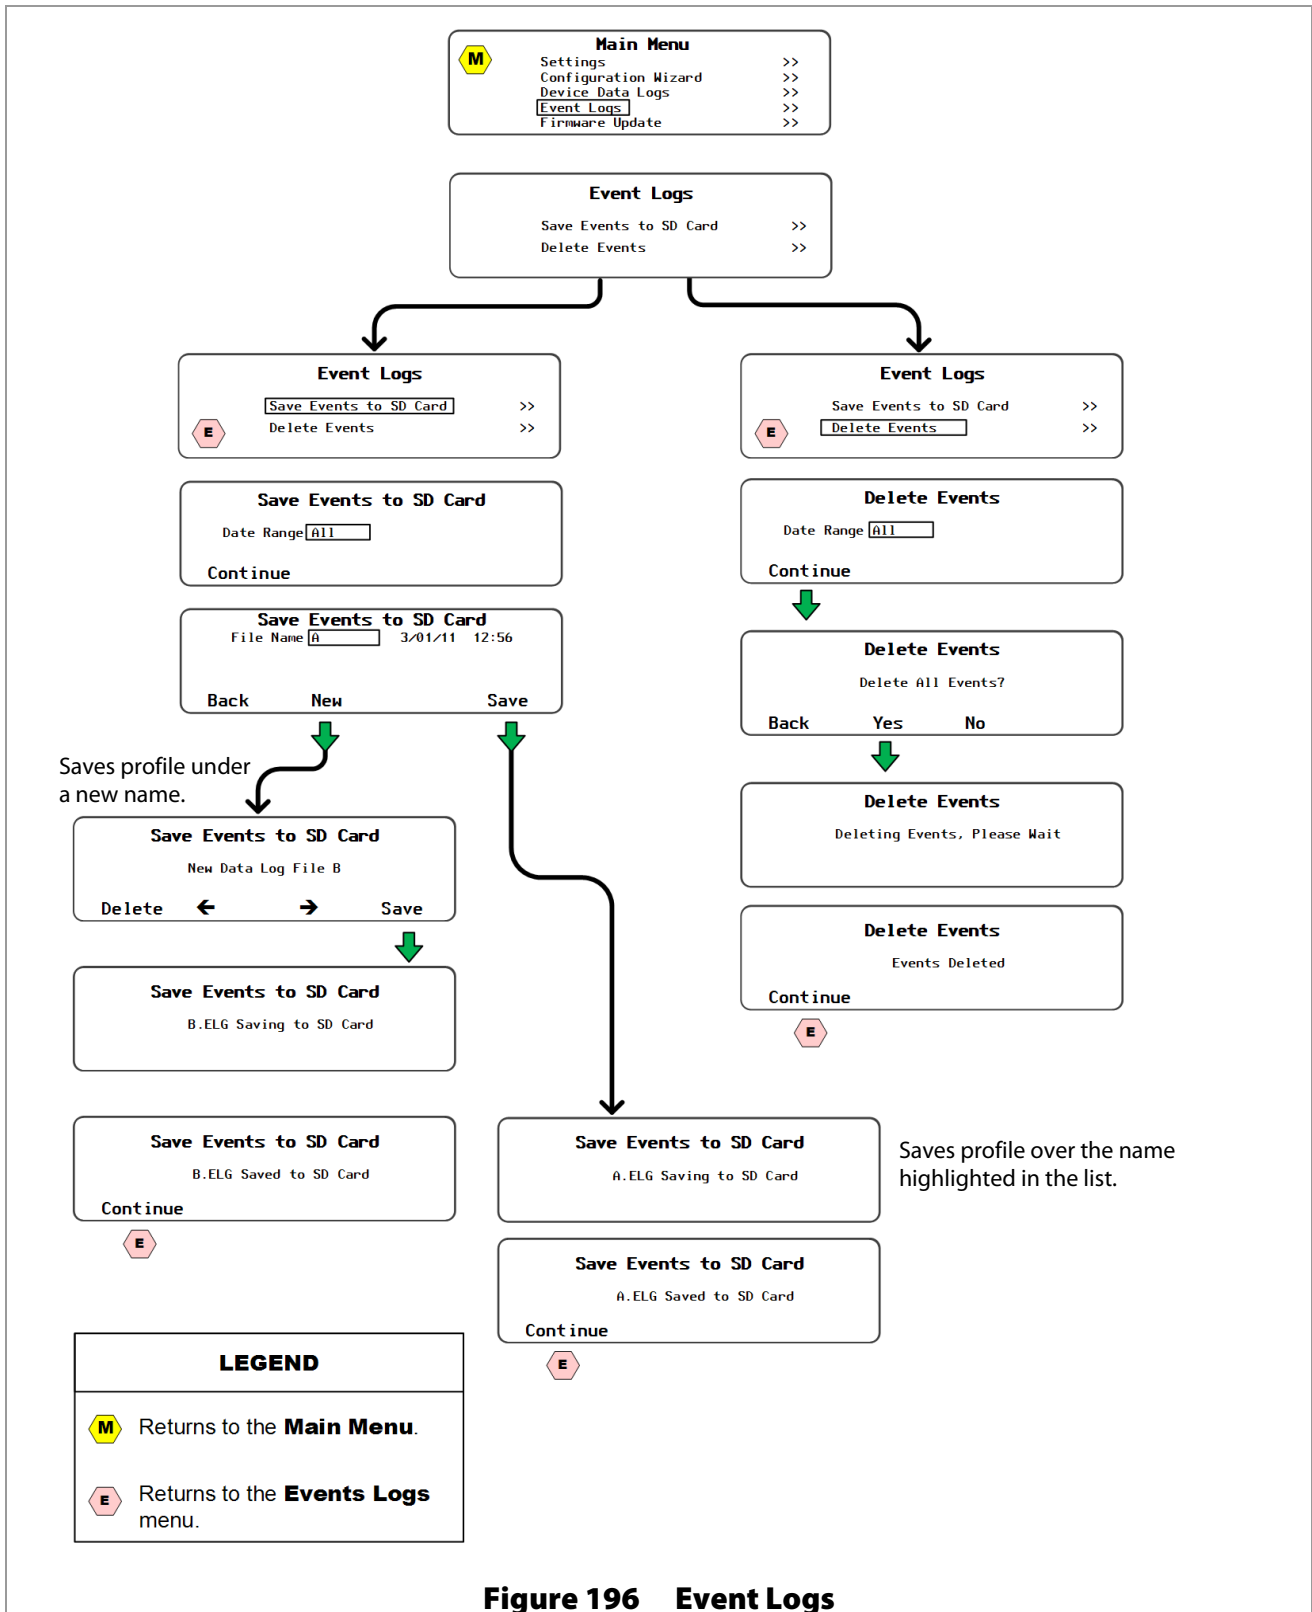 Main Menu
M
Settings >>
Configuration Wizard >>
Device Data Logs >>
Event Logs >>
Firmware Update >>
Event Logs
Save Events to SD Card >>
Delete Events >>
Event Logs
Save Events to SD Card >>
E
Delete Events >>
Save Events to SD Card
Date Range All
Continue
Save Events to SD Card
File Name A 3/01/11 12:56
Back New Save
Saves profile under
a new name.
Save Events to SD Card
New Data Log File B
Delete ← → Save
Save Events to SD Card
B.ELG Saving to SD Card
Save Events to SD Card
B.ELG Saved to SD Card
Continue
E
Save Events to SD Card
A.ELG Saving to SD Card
Saves profile over the name
highlighted in the list.
Save Events to SD Card
A.ELG Saved to SD Card
Continue
E
Event Logs
Save Events to SD Card >>
E
Delete Events >>
Delete Events
Date Range All
Continue
Delete Events
Delete All Events?
Back Yes No
Delete Events
Deleting Events, Please Wait
Delete Events
Events Deleted
Continue
E
LEGEND
M Returns to the Main Menu.
E Returns to the Events Logs
menu.
Figure 196 Event Logs